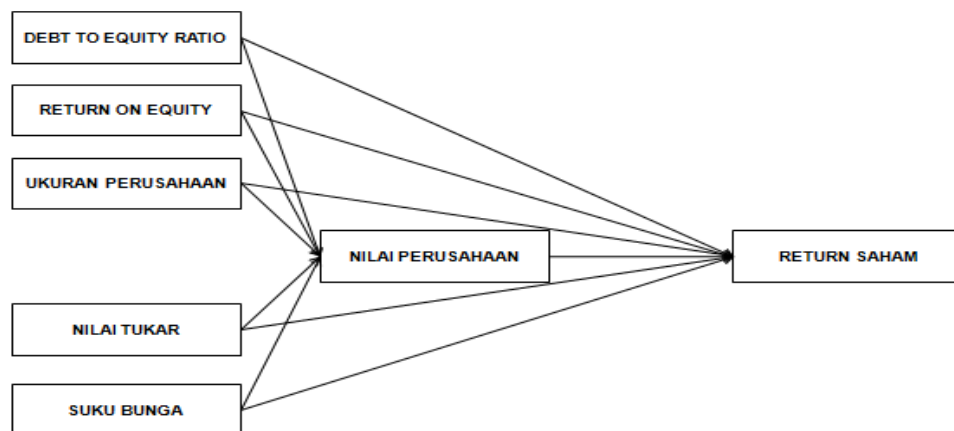 DEBT TO EQUITY RATIO
RETURN ON EQUITY
UKURAN PERUSAHAAN
NILAI PERUSAHAAN
RETURN SAHAM
NILAI TUKAR
SUKU BUNGA